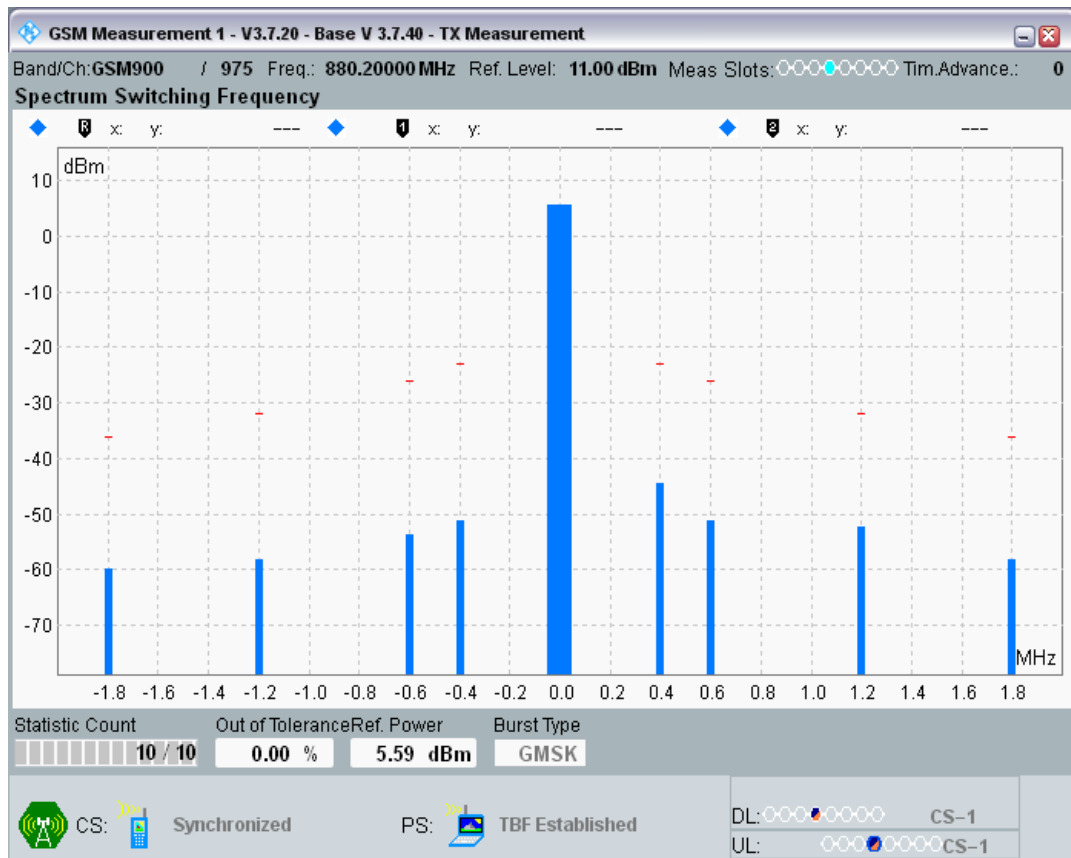 GSM Measurement 1 - V3.7.20 - Base V 3.7.40 - TX Measurement
Band/Ch:GSM900 / 975 Freq.: 880.20000 MHz Ref. Level: 11.00 dBm Meas Slots: Tim.Advance.: 0
Spectrum Switching Frequency
R x: y: --- 1 x: y: --- 2 x: y: ---
dBm
10
0
-10
-20
-30
-40
-50
-60
-70
MHz
-1.8 -1.6 -1.4 -1.2 -1.0 -0.8 -0.6 -0.4 -0.2 0.0 0.2 0.4 0.6 0.8 1.0 1.2 1.4 1.6 1.8
Statistic Count Out of Tolerance Ref. Power Burst Type
10 / 10 0.00 % 5.59 dBm GMSK
CS: Synchronized PS: TBF Established DL: CS-1
UL: CS-1